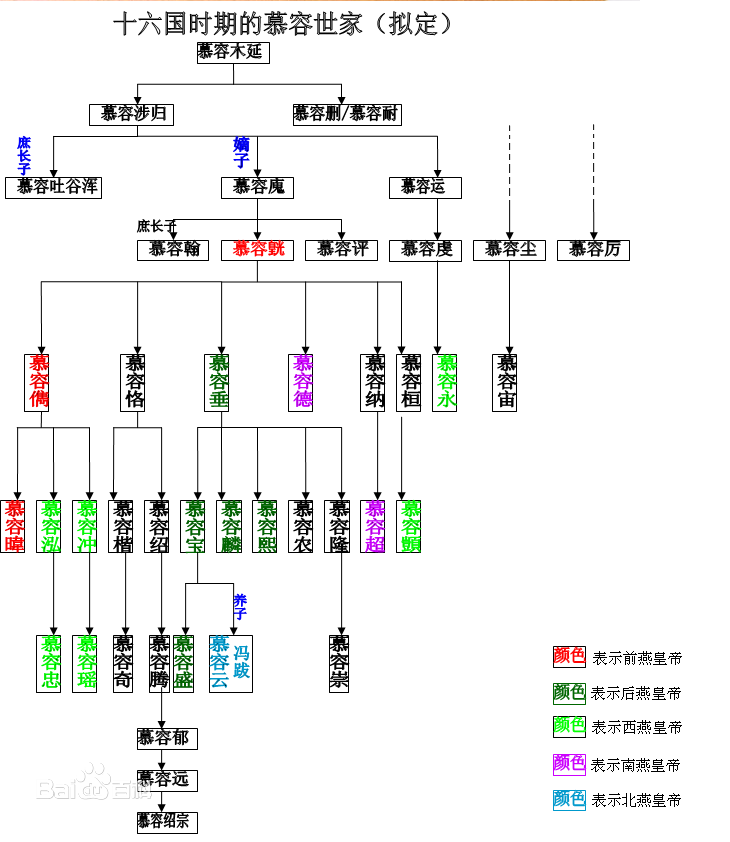 十六国时期的慕容世家（拟定）
慕容木延
慕容涉归
慕容删/慕容耐
庶长子
嫡子
慕容吐谷浑
慕容廆
慕容运
庶长子
慕容翰
慕容皝
慕容评
慕容虔
慕容尘
慕容厉
慕容儁
慕容恪
慕容垂
慕容德
慕容纳
慕容桓
慕容永
慕容宙
慕容暐
慕容泓
慕容冲
慕容楷
慕容绍
慕容宝
慕容麟
慕容熙
慕容农
慕容隆
慕容超
慕容顗
养子
慕容忠
慕容瑶
慕容奇
慕容腾
慕容盛
慕容云
冯跋
慕容崇
慕容郁
慕容远
慕容绍宗
颜色 表示前燕皇帝
颜色 表示后燕皇帝
颜色 表示西燕皇帝
颜色 表示南燕皇帝
颜色 表示北燕皇帝
Bai百科